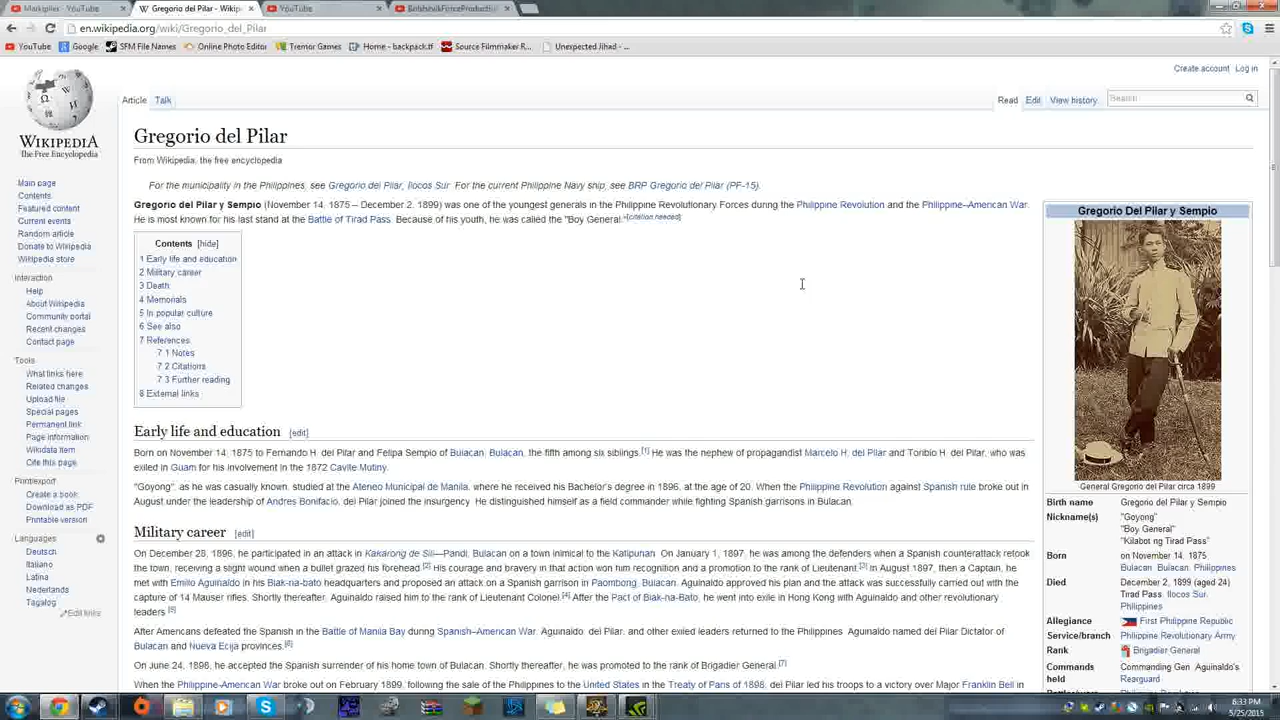 Markiplier - YouTube
Gregorio del Pilar - Wikip
YouTube
en.wikipedia.org/wiki/Gregorio_del_Pilar
YouTube Google SFM File Names Online Photo Editor Tremor Games Home - backpack.tf Source Filmmaker R... Unexpected Jihad - ...
Create account Log in
Article Talk Read Edit View history Search
WIKIPEDIA
The Free Encyclopedia
Main page
Contents
Featured content
Current events
Random article
Donate to Wikipedia
Wikipedia store
Interaction
Help
About Wikipedia
Community portal
Recent changes
Contact page
Tools
What links here
Related changes
Upload file
Special pages
Permanent link
Page information
Wikidata item
Cite this page
Print/export
Create a book
Download as PDF
Printable version
Languages
Deutsch
Italiano
Latina
Nederlands
Tagalog
Edit links
Gregorio del Pilar
From Wikipedia, the free encyclopedia
For the municipality in the Philippines, see Gregorio del Pilar, Ilocos Sur. For the current Philippine Navy ship, see BRP Gregorio del Pilar (PF-15).
Gregorio del Pilar y Sempio (November 14, 1875 – December 2, 1899) was one of the youngest generals in the Philippine Revolutionary Forces during the Philippine Revolution and the Philippine–American War.
He is most known for his last stand at the Battle of Tirad Pass. Because of his youth, he was called the "Boy General."[citation needed]
Contents [hide]
1 Early life and education
2 Military career
3 Death
4 Memorials
5 In popular culture
6 See also
7 References
7.1 Notes
7.2 Citations
7.3 Further reading
8 External links
Early life and education [edit]
Born on November 14, 1875 to Fernando H. del Pilar and Felipa Sempio of Bulacan, Bulacan, the fifth among six siblings.[1] He was the nephew of propagandist Marcelo H. del Pilar and Toribio H. del Pilar, who was
exiled in Guam for his involvement in the 1872 Cavite Mutiny.
"Goyong", as he was casually known, studied at the Ateneo Municipal de Manila, where he received his Bachelor's degree in 1896, at the age of 20. When the Philippine Revolution against Spanish rule broke out in
August under the leadership of Andres Bonifacio, del Pilar joined the insurgency. He distinguished himself as a field commander while fighting Spanish garrisons in Bulacan.
Military career [edit]
On December 28, 1896, he participated in an attack in Kakarong de Sili—Pandi, Bulacan on a town inimical to the Katipunan. On January 1, 1897, he was among the defenders when a Spanish counterattack retook
the town, receiving a slight wound when a bullet grazed his forehead.[2] His courage and bravery in that action won him recognition and a promotion to the rank of Lieutenant.[3] In August 1897, then a Captain, he
met with Emilio Aguinaldo in his Biak-na-bato headquarters and proposed an attack on a Spanish garrison in Paombong, Bulacan. Aguinaldo approved his plan and the attack was successfully carried out with the
capture of 14 Mauser rifles. Shortly thereafter, Aguinaldo raised him to the rank of Lieutenant Colonel.[4] After the Pact of Biak-na-Bato, he went into exile in Hong Kong with Aguinaldo and other revolutionary
leaders.[5]
After Americans defeated the Spanish in the Battle of Manila Bay during Spanish–American War, Aguinaldo, del Pilar, and other exiled leaders returned to the Philippines. Aguinaldo named del Pilar Dictator of
Bulacan and Nueva Ecija provinces.[6]
On June 24, 1898, he accepted the Spanish surrender of his home town of Bulacan. Shortly thereafter, he was promoted to the rank of Brigadier General.[7]
When the Philippine-American War broke out on February 1899, following the sale of the Philippines to the United States in the Treaty of Paris of 1898, del Pilar led his troops to a victory over Major Franklin Bell in
Gregorio Del Pilar y Sempio
General Gregorio del Pilar circa 1899
Birth name Gregorio del Pilar y Sempio
Nickname(s) "Goyong"
"Boy General"
"Kilabot ng Tirad Pass"
Born on November 14, 1875
Bulacan, Bulacan, Philippines
Died December 2, 1899 (aged 24)
Tirad Pass, Ilocos Sur,
Philippines
Allegiance First Philippine Republic
Service/branch Philippine Revolutionary Army
Rank Brigadier General
Commands Commanding Gen. Aguinaldo's
held Rearguard
6:33 PM
5/25/2015